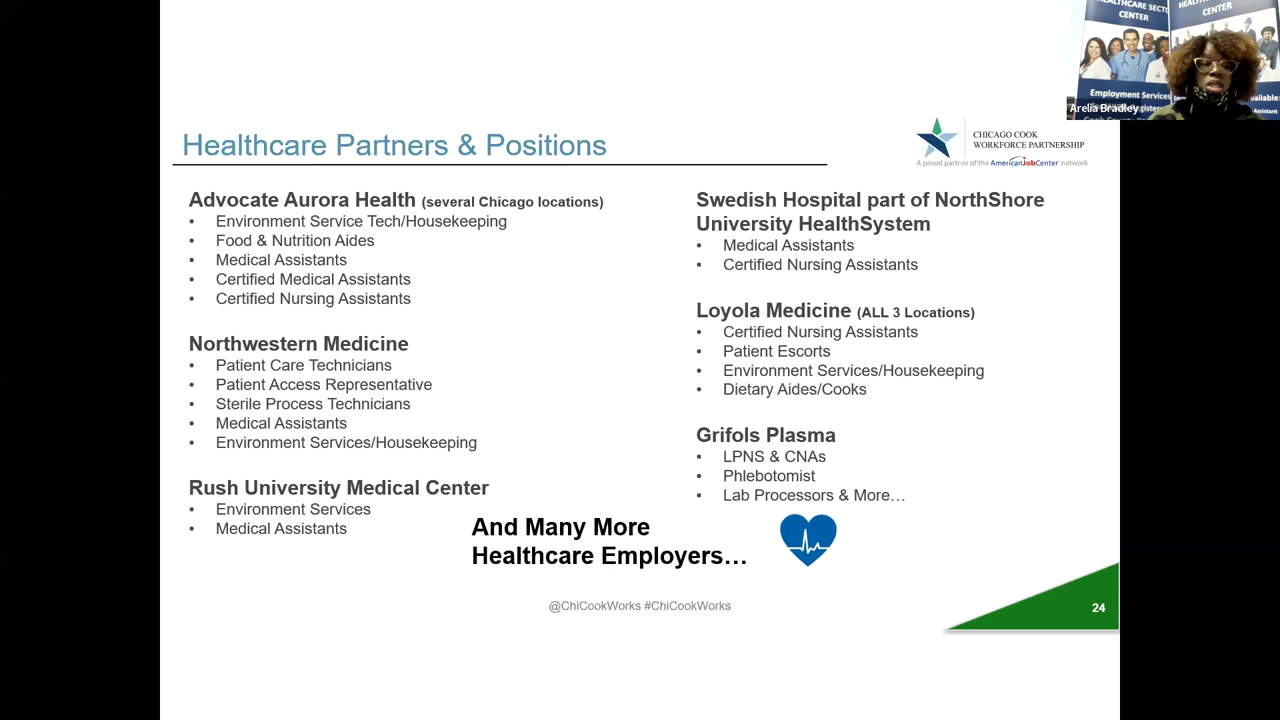 Healthcare Partners & Positions
CHICAGO COOK
WORKFORCE PARTNERSHIP
A proud partner of the AmericanJobCenter network
Advocate Aurora Health (several Chicago locations)
• Environment Service Tech/Housekeeping
• Food & Nutrition Aides
• Medical Assistants
• Certified Medical Assistants
• Certified Nursing Assistants
Northwestern Medicine
• Patient Care Technicians
• Patient Access Representative
• Sterile Process Technicians
• Medical Assistants
• Environment Services/Housekeeping
Rush University Medical Center
• Environment Services
• Medical Assistants
Swedish Hospital part of NorthShore
University HealthSystem
• Medical Assistants
• Certified Nursing Assistants
Loyola Medicine (ALL 3 Locations)
• Certified Nursing Assistants
• Patient Escorts
• Environment Services/Housekeeping
• Dietary Aides/Cooks
Grifols Plasma
• LPNS & CNAs
• Phlebotomist
• Lab Processors & More…
And Many More
Healthcare Employers…
@ChiCookWorks #ChiCookWorks
24
HEALTHCARE SECTO
CENTER
CENTER
Employment Services
Arelia Bradley